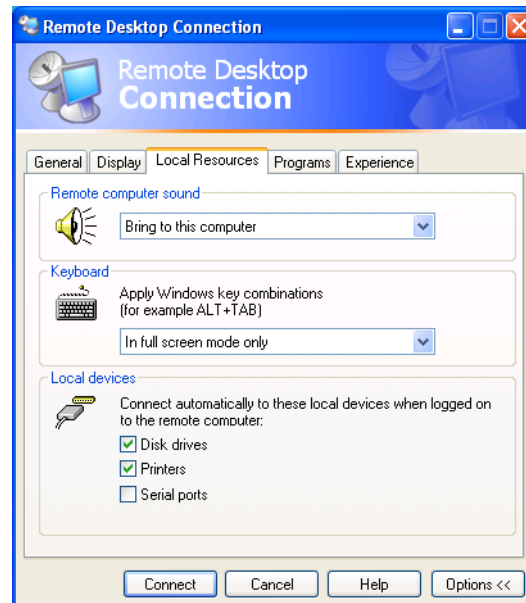 Remote Desktop Connection
Remote Desktop
Connection
General Display Local Resources Programs Experience
Remote computer sound
Bring to this computer
Keyboard
Apply Windows key combinations
(for example ALT+TAB)
In full screen mode only
Local devices
Connect automatically to these local devices when logged on
to the remote computer:
Disk drives
Printers
Serial ports
Connect Cancel Help Options <<